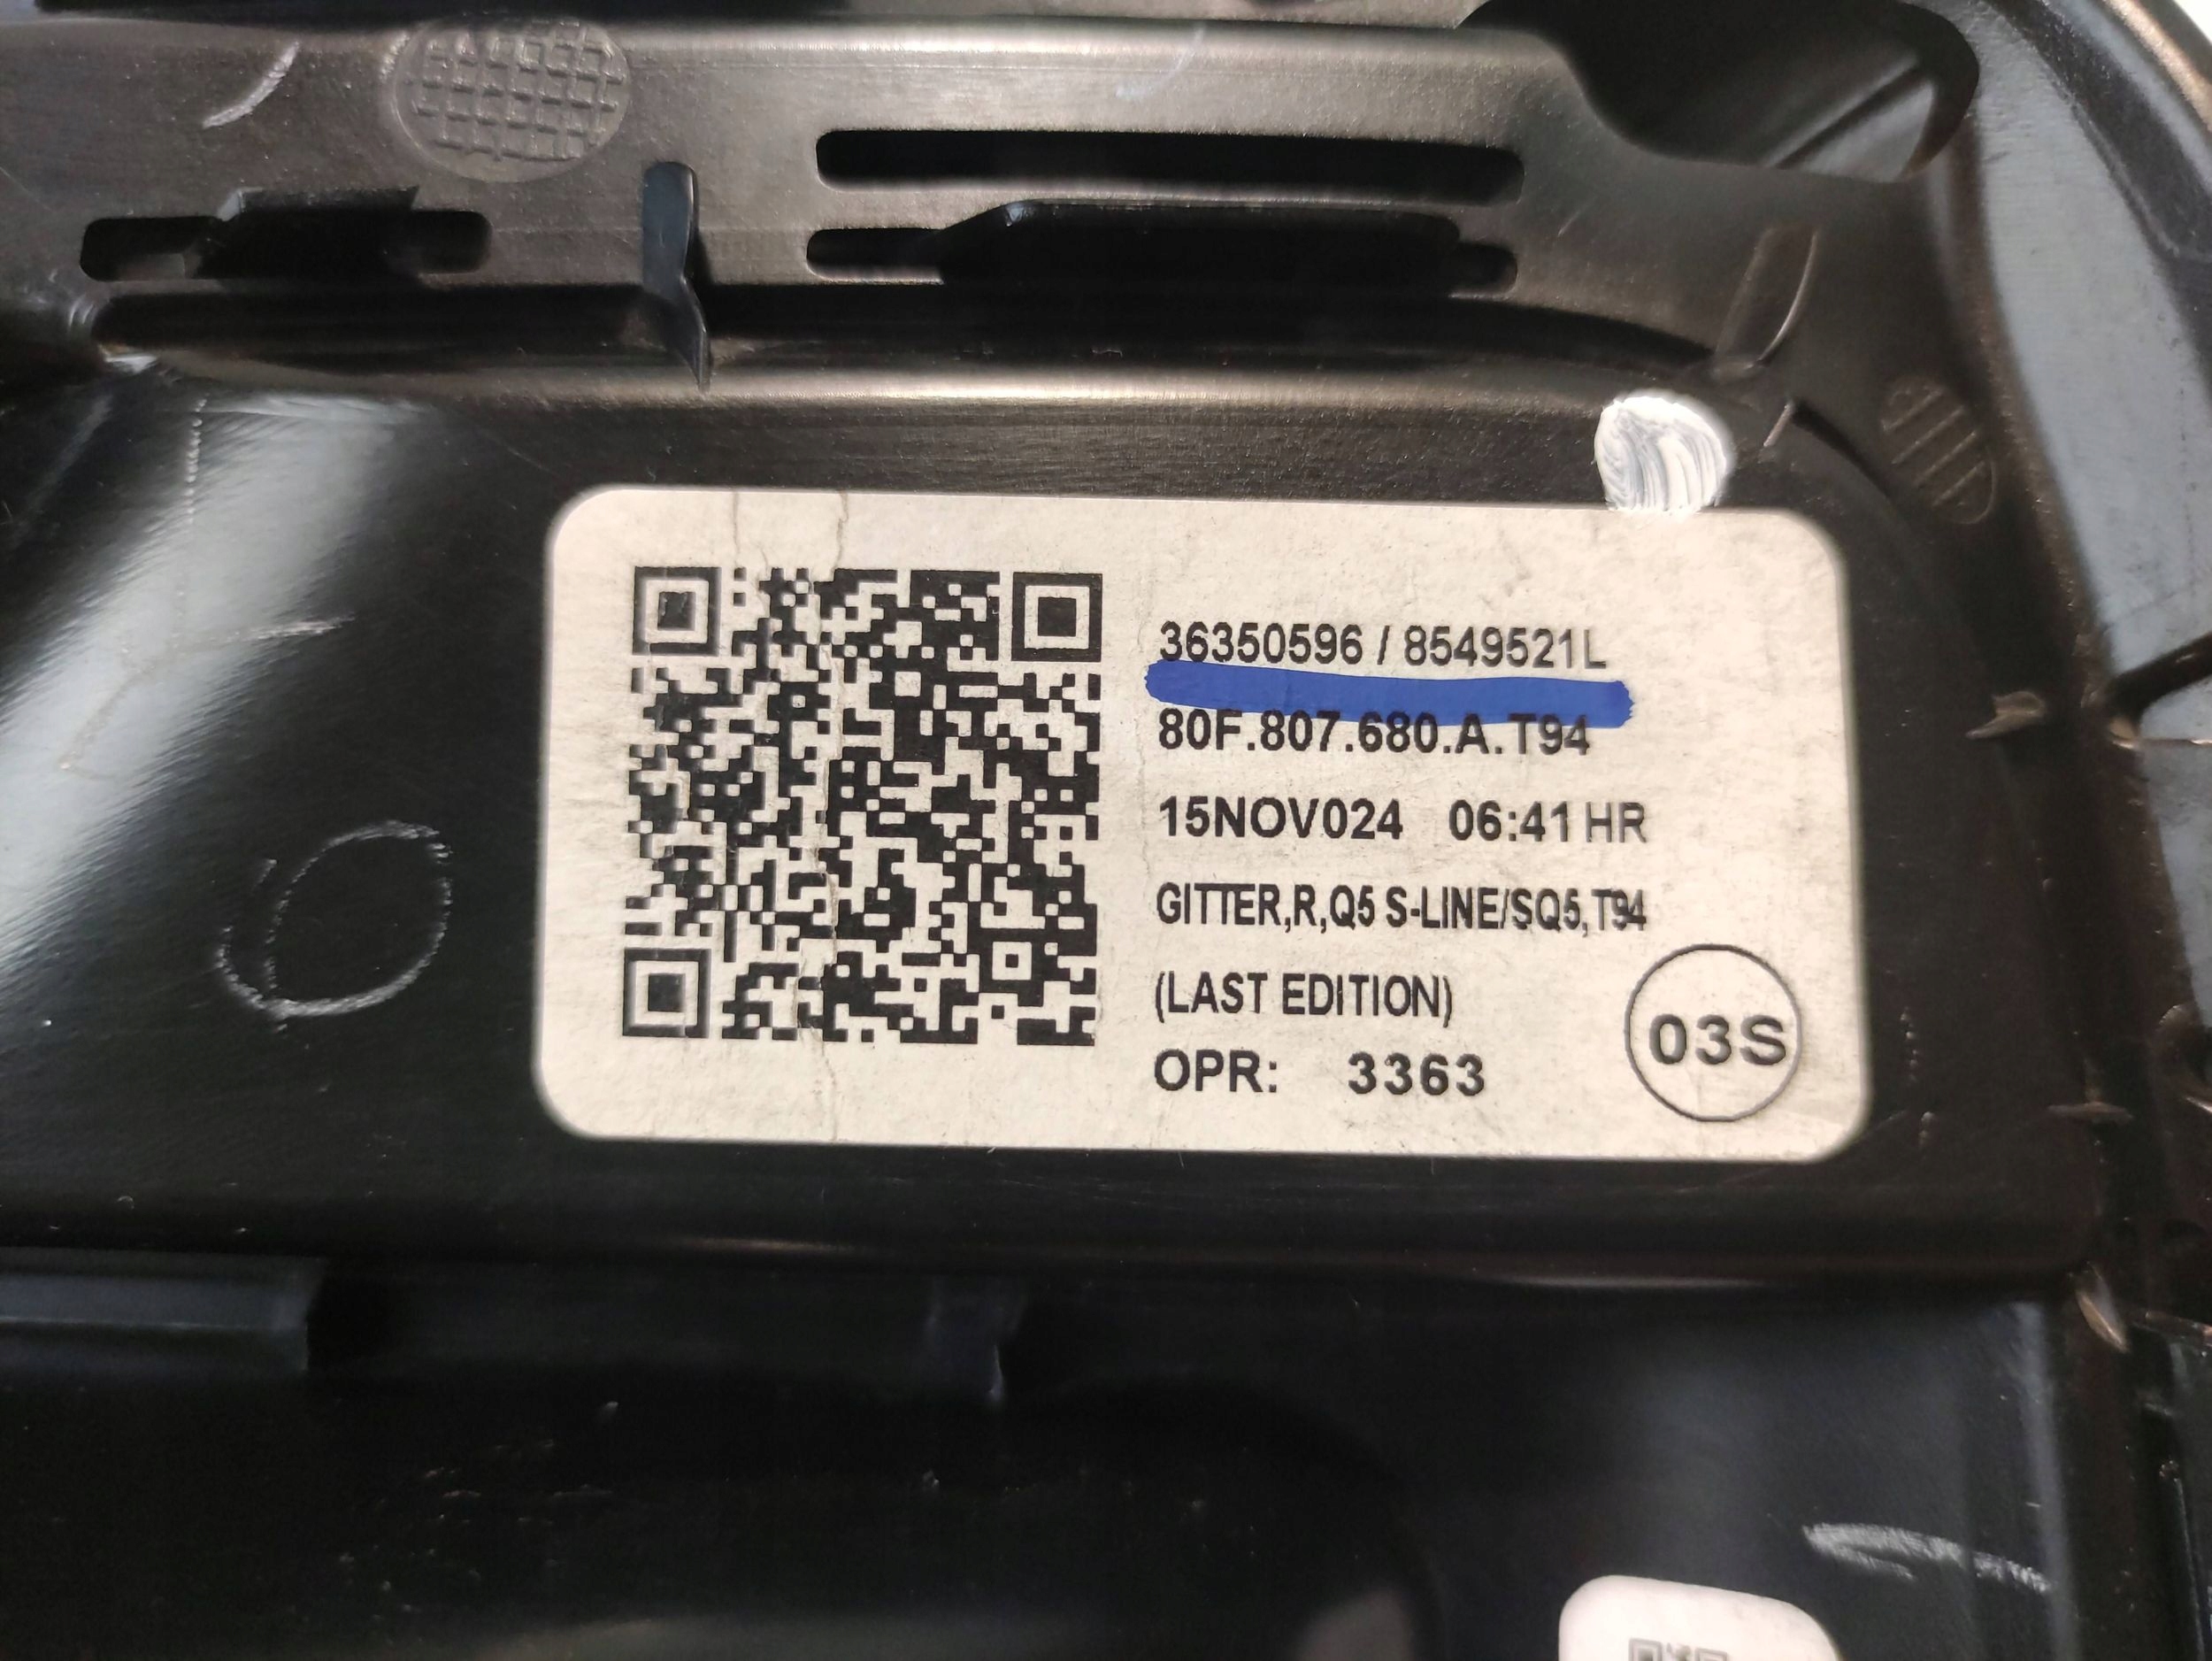 36350596 / 8549521L
80F.807.680.A.T94
15NOV024 06:41 HR
GITTER,R,Q5 S-LINE/SQ5,T94
(LAST EDITION)
OPR: 3363
03S